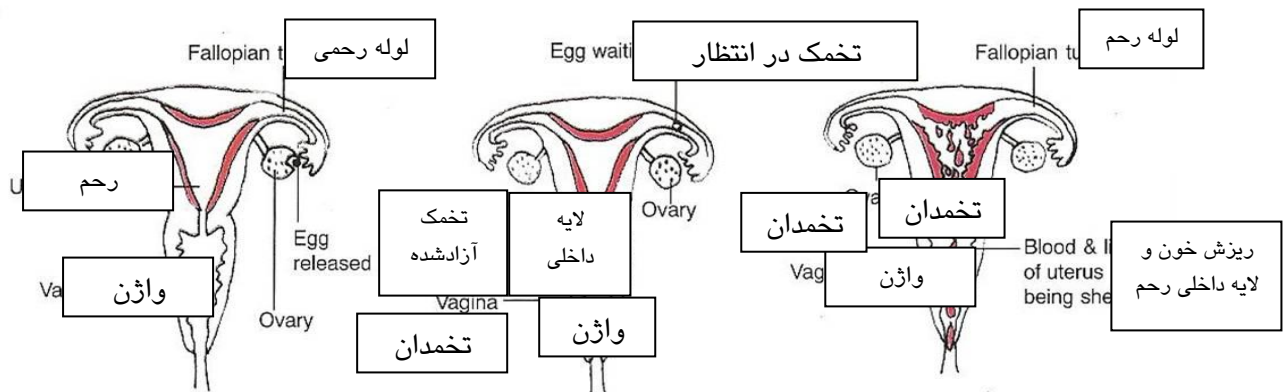 Fallopian t
لوله رحمی
Egg waiti
تخمک در انتظار
Fallopian tu
لوله رحم
U
رحم
Egg
released
Va
واژن
Ovary
تخمک
آزادشده
لایه
داخلی
Ovary
Vagina
واژن
تخمدان
Ova
تخمدان
تخمدان
Vag
واژن
Blood & li
of uterus
being she
ریزش خون و
لایه داخلی رحم